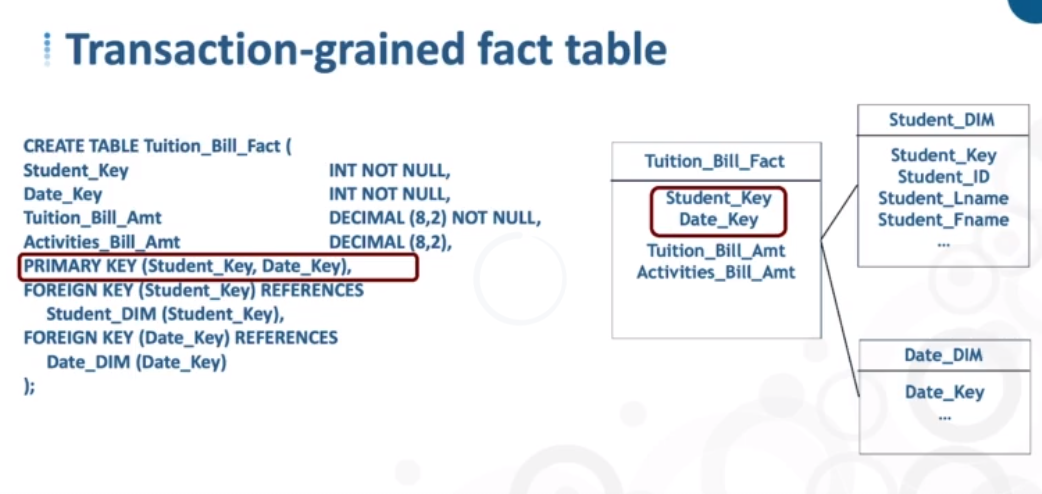 Transaction-grained fact table
CREATE TABLE Tuition_Bill_Fact (
Student_Key INT NOT NULL,
Date_Key INT NOT NULL,
Tuition_Bill_Amt DECIMAL (8,2) NOT NULL,
Activities_Bill_Amt DECIMAL (8,2),
PRIMARY KEY (Student_Key, Date_Key),
FOREIGN KEY (Student_Key) REFERENCES
Student_DIM (Student_Key),
FOREIGN KEY (Date_Key) REFERENCES
Date_DIM (Date_Key)
);
Tuition_Bill_Fact
Student_Key
Date_Key
Tuition_Bill_Amt
Activities_Bill_Amt
Student_DIM
Student_Key
Student_ID
Student_Lname
Student_Fname
...
Date_DIM
Date_Key
...